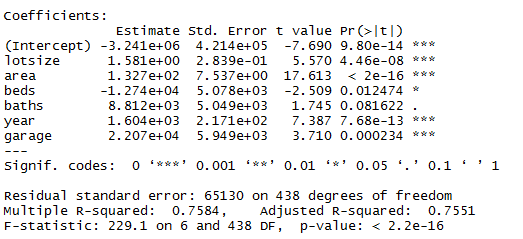 Coefficients:
Estimate Std. Error t value Pr(>|t|)
(Intercept) -3.241e+06 4.214e+05 -7.690 9.80e-14 ***
lotsize 1.581e+00 2.839e-01 5.570 4.46e-08 ***
area 1.327e+02 7.537e+00 17.613 < 2e-16 ***
beds -1.274e+04 5.078e+03 -2.509 0.012474 *
baths 8.812e+03 5.049e+03 1.745 0.081622 .
year 1.604e+03 2.171e+02 7.387 7.68e-13 ***
garage 2.207e+04 5.949e+03 3.710 0.000234 ***
---
Signif. codes: 0 ‘***’ 0.001 ‘**’ 0.01 ‘*’ 0.05 ‘.’ 0.1 ‘ ’ 1
Residual standard error: 65130 on 438 degrees of freedom
Multiple R-squared: 0.7584, Adjusted R-squared: 0.7551
F-statistic: 229.1 on 6 and 438 DF, p-value: < 2.2e-16